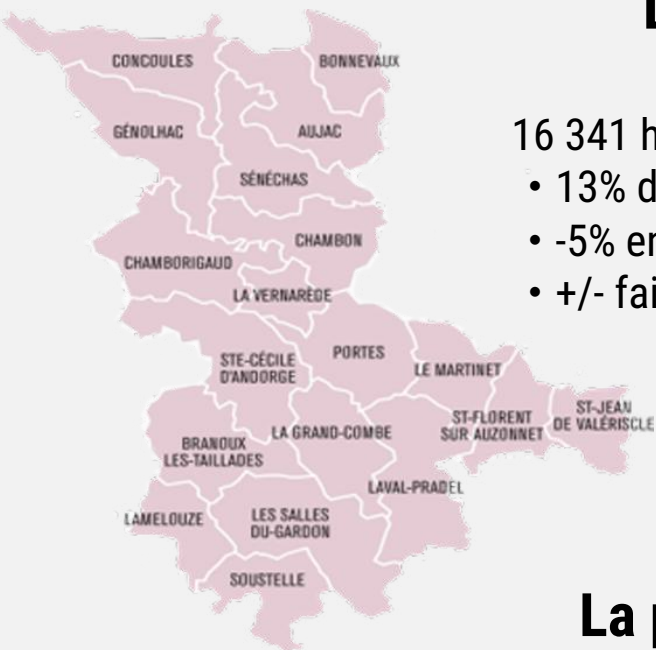 CONCOULES
BONNEVAUX
GÉNOLHAC
AUJAC
SÉNÉCHAS
CHAMBON
CHAMBORIGAUD
LA VERNARÈDE
STE-CÉCILE
D'ANDORGE
PORTES
LE MARTINET
ST-FLORENT
SUR AUZONNET
ST-JEAN
DE VALÉRISCLE
LA GRAND-COMBE
BRANOUX
LES-TAILLADES
LAVAL-PRADEL
LAMELOUZE
LES SALLES
DU-GARDON
SOUSTELLE
16 341 h
• 13% d
• -5% e
• +/- fai
La